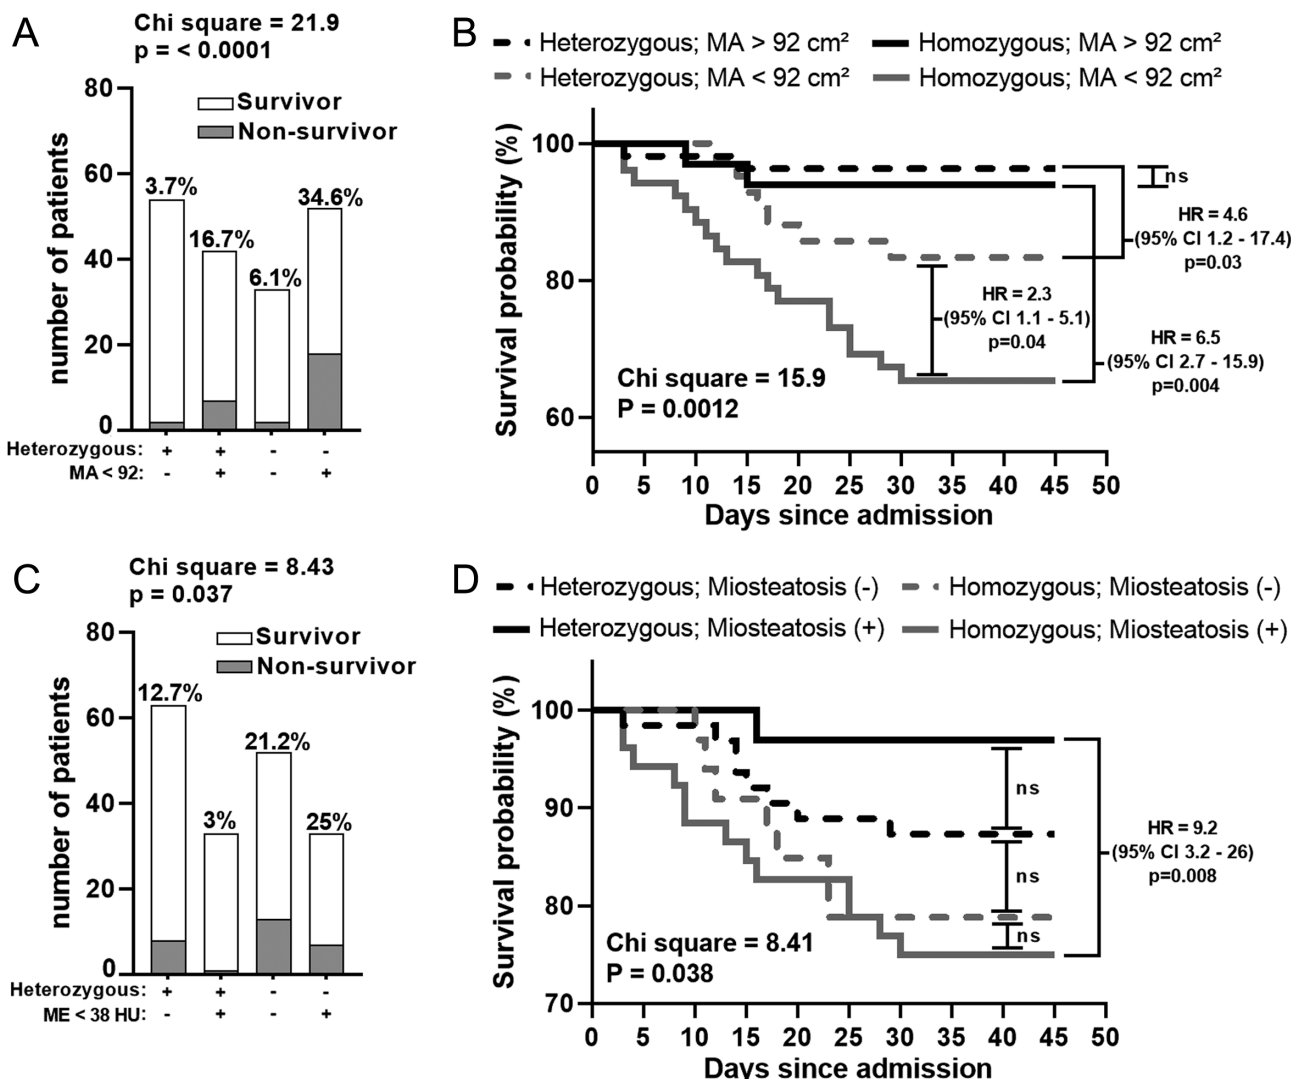 A
Chi square = 21.9
p = < 0.0001
Survivor
Non-survivor
number of patients
80
60
40
20
0
3.7%
16.7%
6.1%
34.6%
Heterozygous: + + - -
MA < 92: - + - +
B
Heterozygous; MA > 92 cm²
Homozygous; MA > 92 cm²
Heterozygous; MA < 92 cm²
Homozygous; MA < 92 cm²
Survival probability (%)
100
80
60
ns
HR = 4.6
(95% CI 1.2 - 17.4)
p=0.03
HR = 2.3
(95% CI 1.1 - 5.1)
p=0.04
HR = 6.5
(95% CI 2.7 - 15.9)
p=0.004
Chi square = 15.9
P = 0.0012
0 5 10 15 20 25 30 35 40 45 50
Days since admission
C
Chi square = 8.43
p = 0.037
Survivor
Non-survivor
number of patients
80
60
40
20
0
12.7%
3%
21.2%
25%
Heterozygous: + + - -
ME < 38 HU: - + - +
D
Heterozygous; Miosteatosis (-)
Homozygous; Miosteatosis (-)
Heterozygous; Miosteatosis (+)
Homozygous; Miosteatosis (+)
Survival probability (%)
100
90
80
70
ns
ns
ns
HR = 9.2
(95% CI 3.2 - 26)
p=0.008
Chi square = 8.41
P = 0.038
0 5 10 15 20 25 30 35 40 45 50
Days since admission